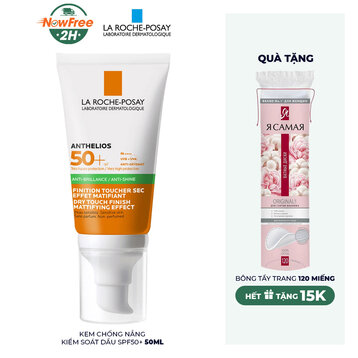 NowFree
2H
LA ROCHE-POSAY
LABORATOIRE DERMATOLOGIQUE
LA ROCHE-POSAY
LABORATOIRE DERMATOLOGIQUE
ANTHELIOS
50+
ANTI-BRILLANCE / ANTI-SHINE
FINITION TOUCHER SEC
EFFET MATIFIANT
DRY TOUCH FINISH
MATTIFYING EFFECT
KEM CHỐNG NẮNG
KIỂM SOÁT DẦU SPF50+ 50ML
QUÀ TẶNG
Я САМАЯ
ORIGINAL
120
BÔNG TẨY TRANG 120 MIẾNG
HẾT TẶNG 15K